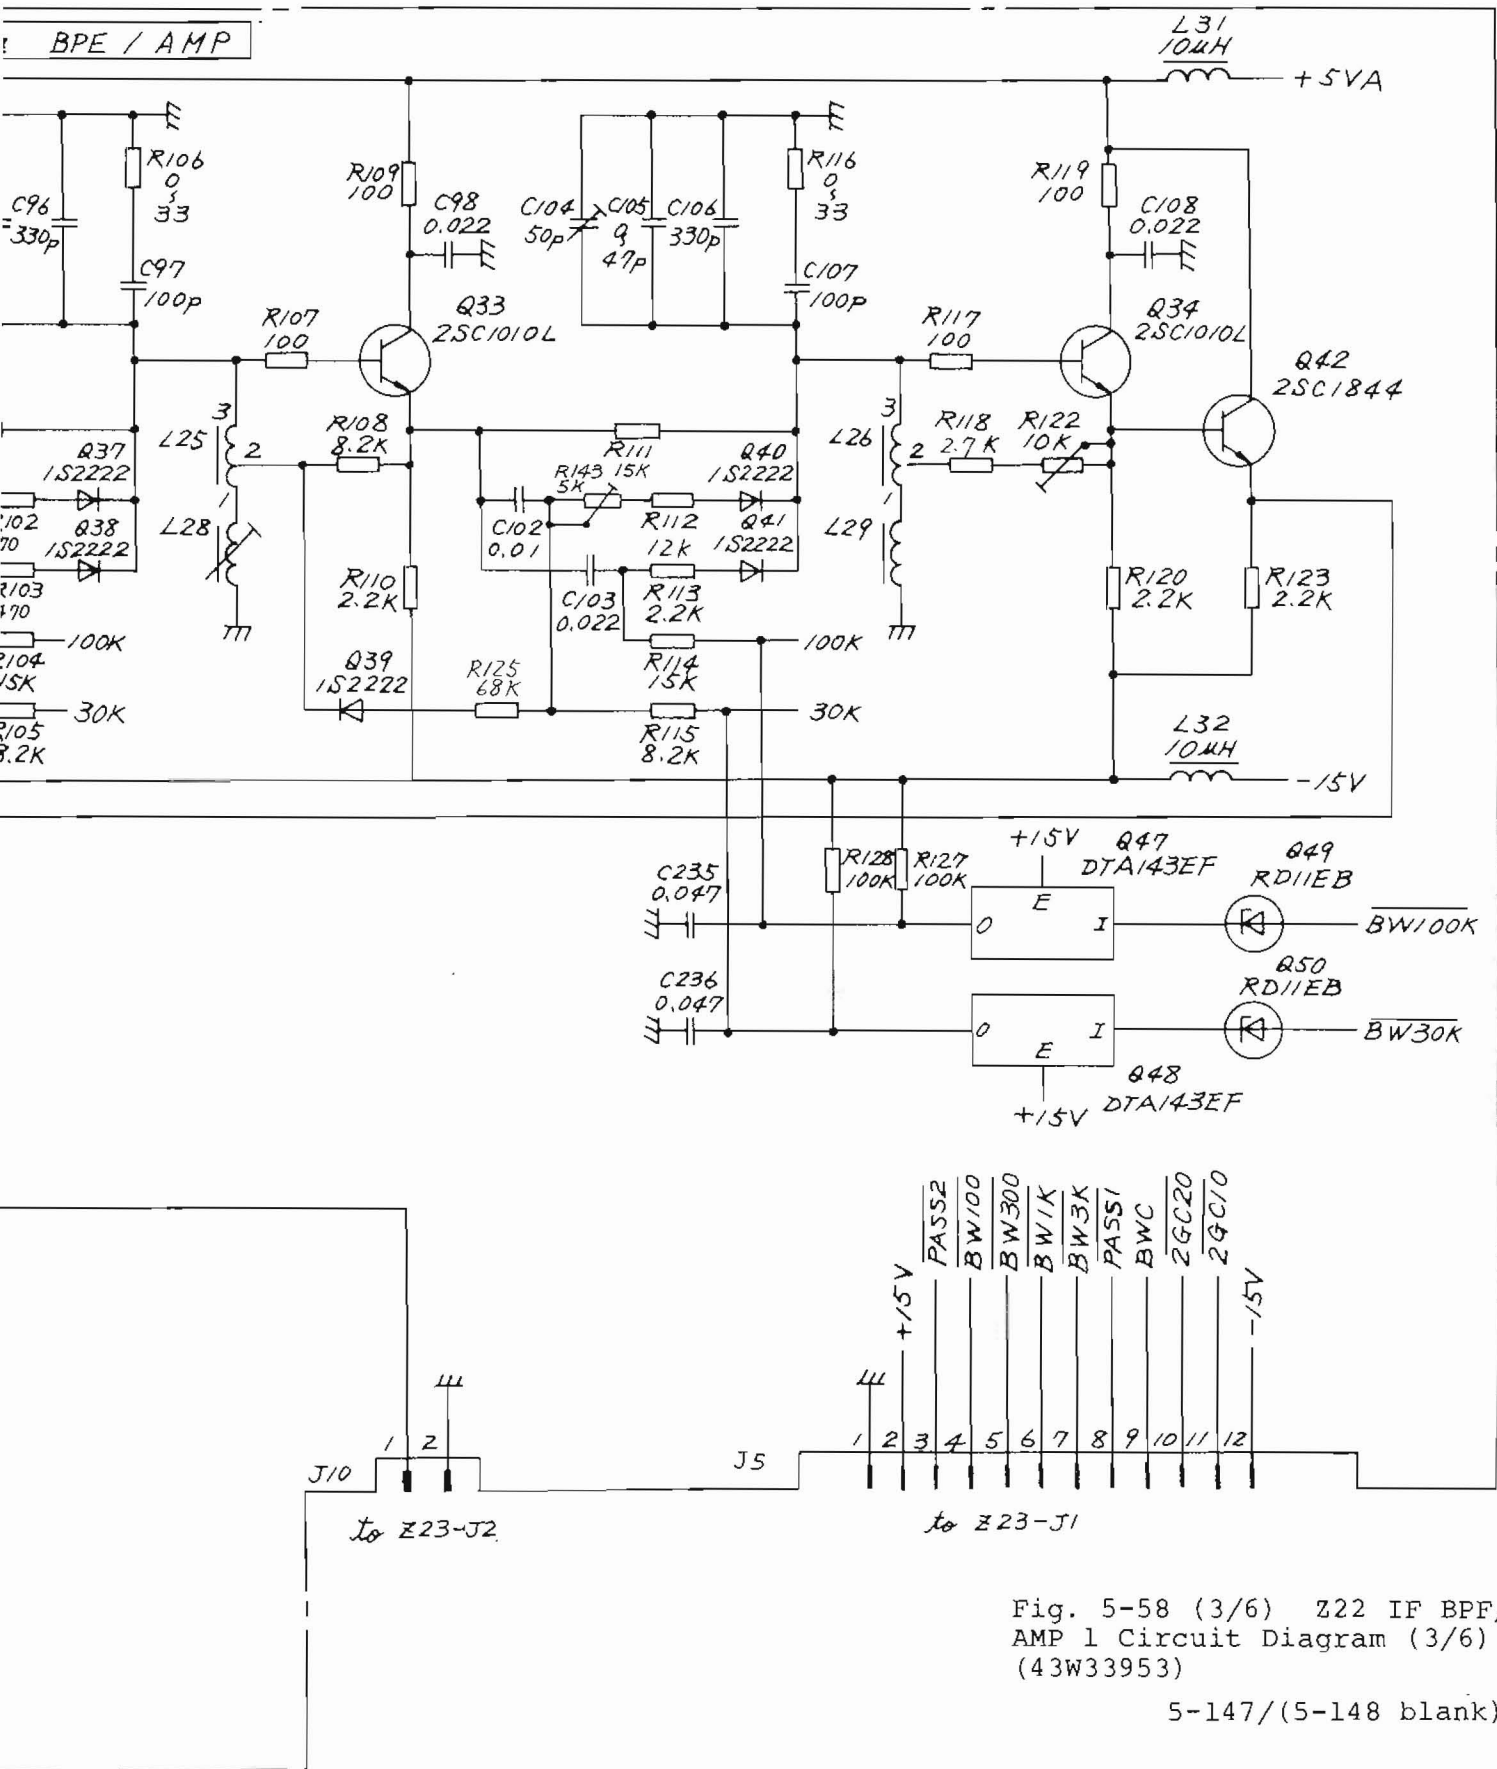 BPE / AMP
L31
10μH
+5VA
R106
0
33
R109
100
C98
0.022
C104
50p
C105
47p
C106
330p
R116
0
33
R119
100
C108
0.022
C96
330p
C97
100p
C107
100p
R107
100
Q33
2SC1010L
R117
100
Q34
2SC1010L
Q42
2SC1844
L25
3
2
1
R108
8.2K
R111
15K
Q40
1S2222
L26
3
2
1
R118
2.7K
R122
10K
Q37
1S2222
R143
5K
102
70
Q38
1S2222
L28
C102
0.01
R112
12K
Q41
1S2222
L29
R103
470
R110
2.2K
C103
0.022
R113
2.2K
R120
2.2K
R123
2.2K
R104
15K
100K
Q39
1S2222
R125
68K
R114
15K
100K
R105
8.2K
30K
R115
8.2K
30K
L32
10μH
-15V
C235
0.047
R128
100K
R127
100K
+15V
Q47
DTA143EF
E
O
I
Q49
RD11EB
BW100K
C236
0.047
O
I
E
Q50
RD11EB
BW30K
+15V
Q48
DTA143EF
+15V
PASS2
BW100
BW300
BW1K
BW3K
PASS1
BWC
2GC20
2GC10
-15V
J10
1 2
J5
1 2 3 4 5 6 7 8 9 10 11 12
to Z23-J2
to Z23-J1
Fig. 5-58 (3/6) Z22 IF BPF/
AMP 1 Circuit Diagram (3/6)
(43W33953)
5-147/(5-148 blank)